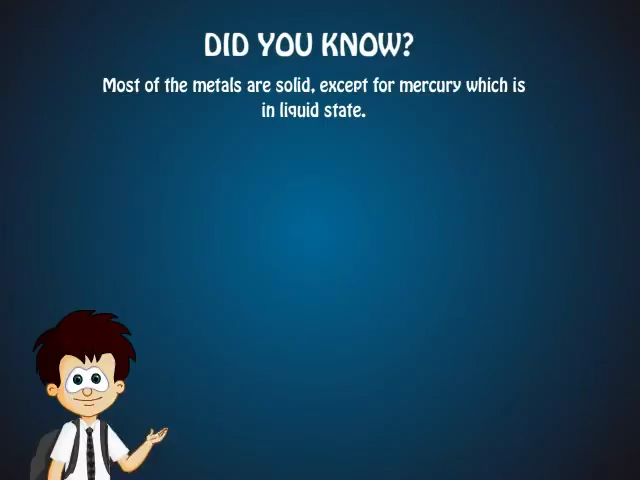 DID YOU KNOW?
Most of the metals are solid, except for mercury which is
in liquid state.